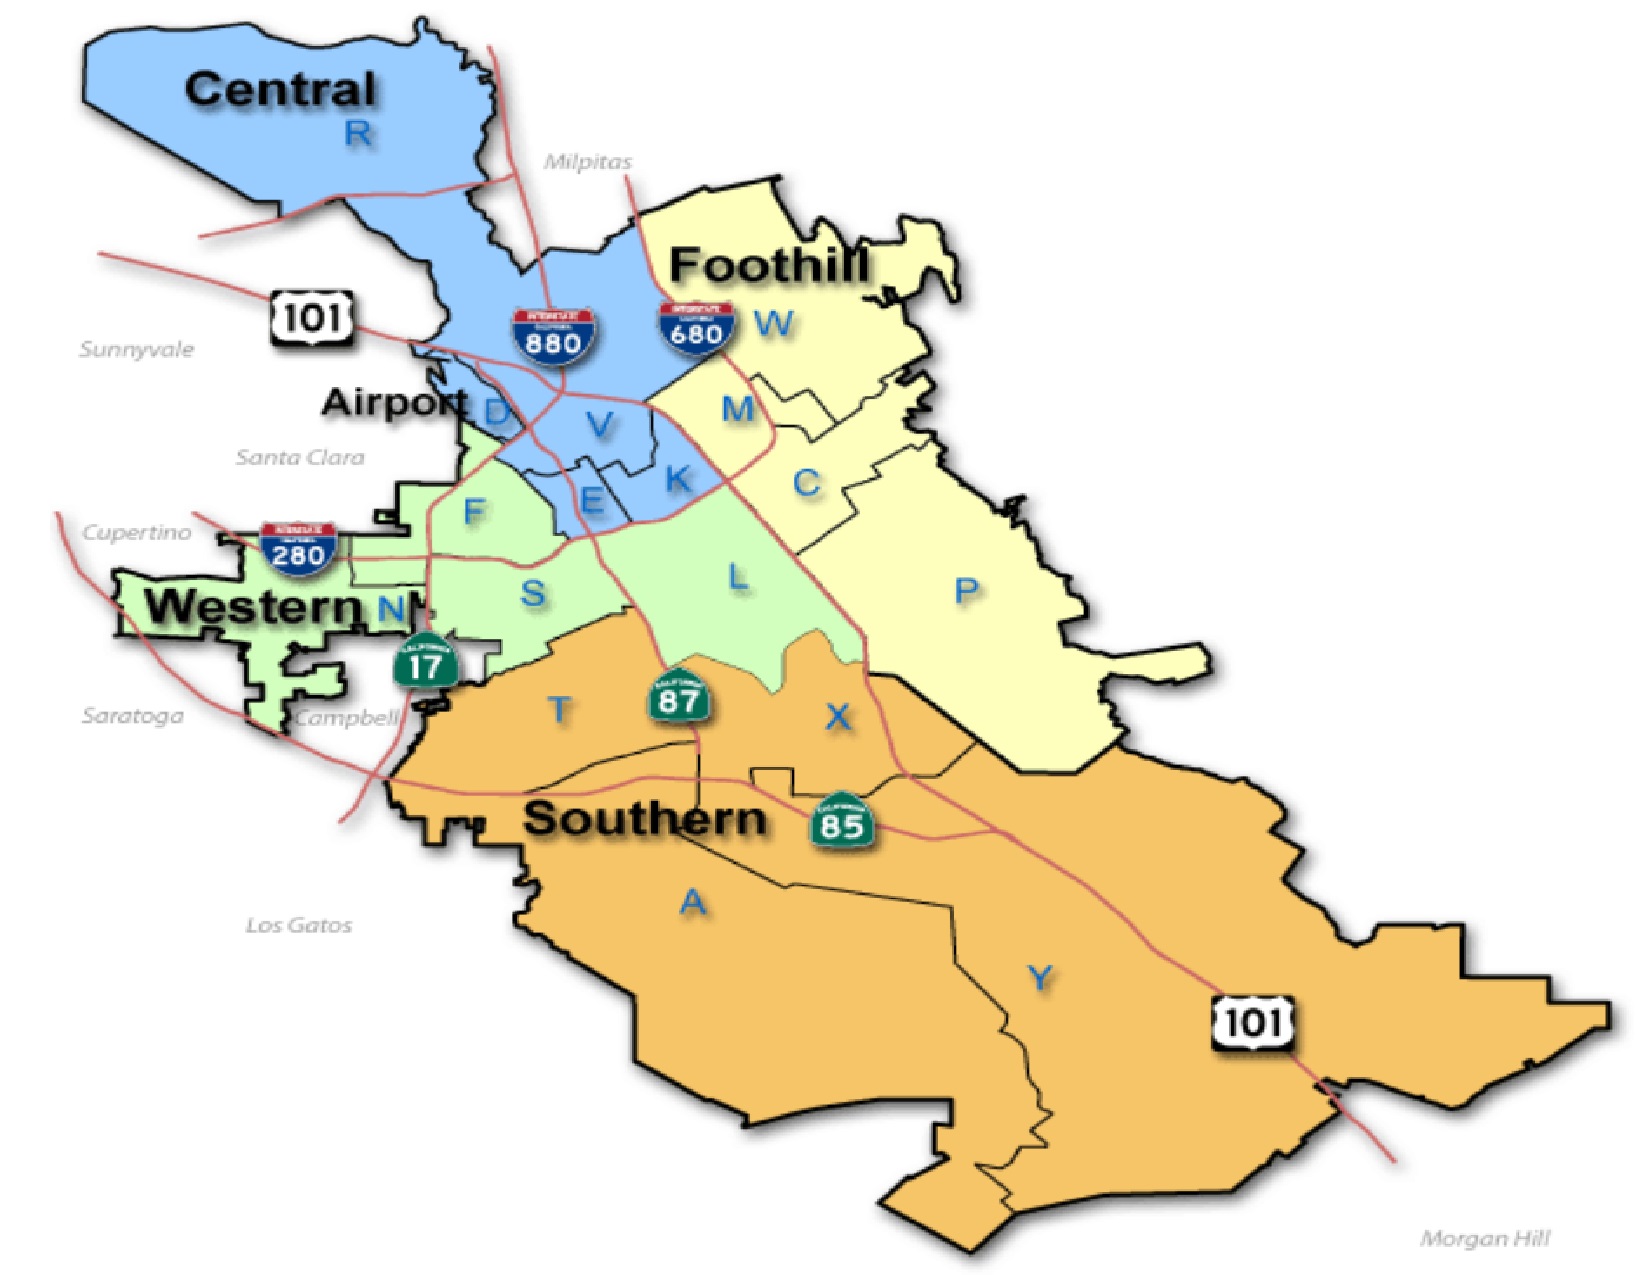 Central
R
Milpitas
Foothill
101
880
680
W
Sunnyvale
Airport
D
V
M
Santa Clara
E
K
C
F
Cupertino
280
S
L
P
Western
N
17
87
T
X
Saratoga
Campbell
Southern
85
A
Los Gatos
Y
101
Morgan Hill